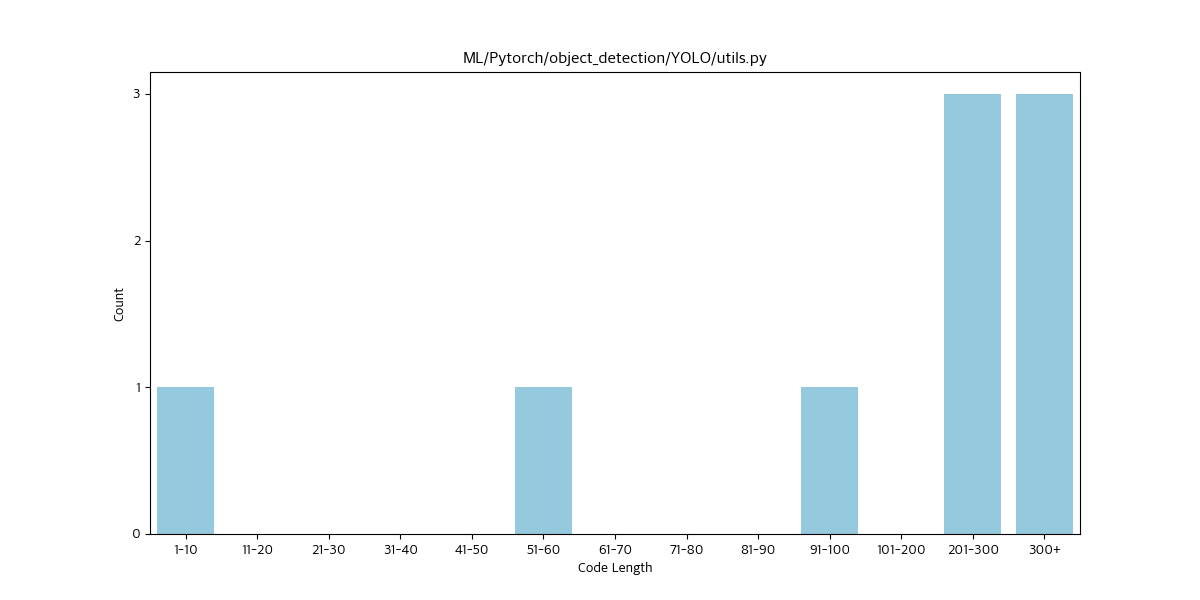 ML/Pytorch/object_detection/YOLO/utils.py
Count
3
2
1
0
1-10 11-20 21-30 31-40 41-50 51-60 61-70 71-80 81-90 91-100 101-200 201-300 300+
Code Length